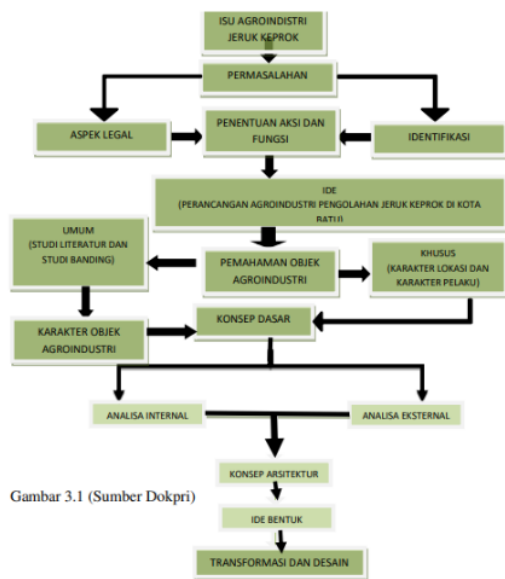 ISU AGROINDISTRI
JERUK KEPROK
PERMASALAHAN
ASPEK LEGAL
PENENTUAN AKSI DAN
FUNGSI
IDENTIFIKASI
IDE
(PERANCANGAN AGROINDUSTRI PENGOLAHAN JERUK KEPROK DI KOTA
BATU)
UMUM
(STUDI LITERATUR DAN
STUDI BANDING)
PEMAHAMAN OBJEK
AGROINDUSTRI
KHUSUS
(KARAKTER LOKASI DAN
KARAKTER PELAKU)
KARAKTER OBJEK
AGROINDUSTRI
KONSEP DASAR
ANALISA INTERNAL
ANALISA EKSTERNAL
KONSEP ARSITEKTUR
Gambar 3.1 (Sumber Dokpri)
IDE BENTUK
TRANSFORMASI DAN DESAIN